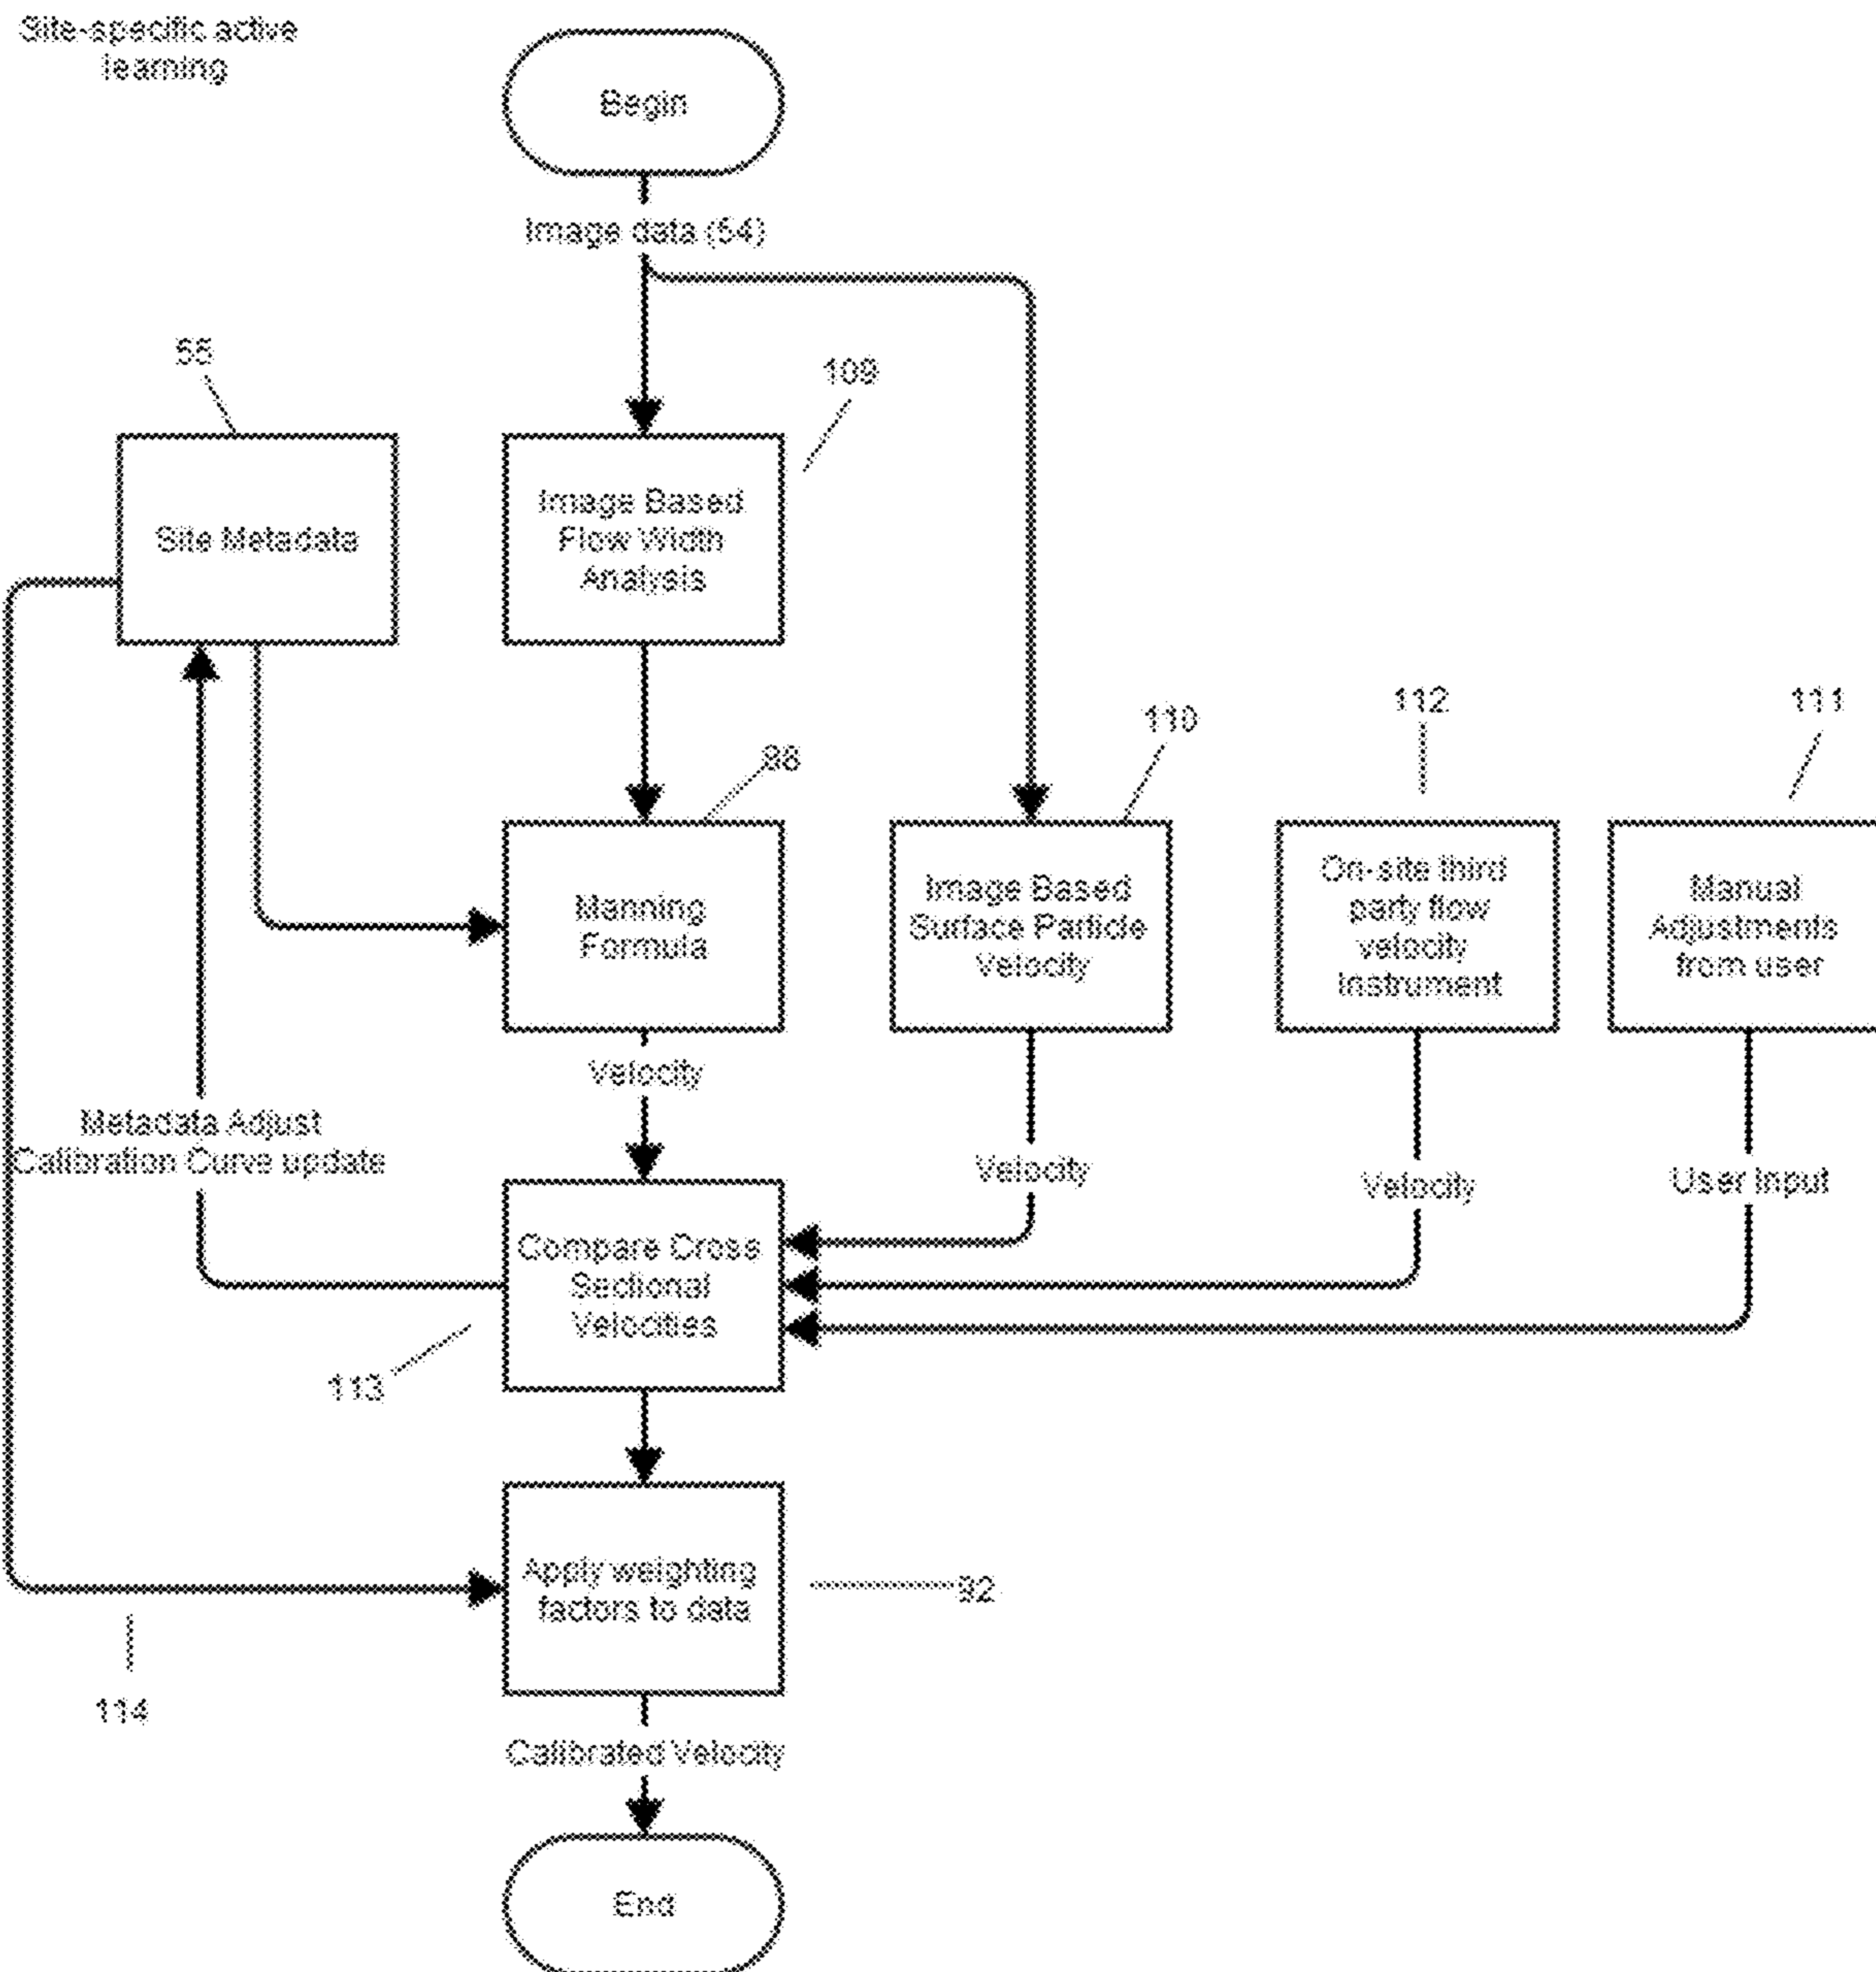 Site-specific active
learning
Begin
Image data (54)
55
109
Site Metadata
Image Based
Flow Width
Analysis
88
110
112
111
Manning
Formula
Image Based
Surface Particle
Velocity
On-site third
party flow
velocity
instrument
Manual
Adjustments
from user
Velocity
Metadata Adjust
Calibration Curve update
Velocity
Velocity
User input
Compare Cross
Sectional
Velocities
113
Apply weighting
factors to data
92
114
Calibrated Velocity
End